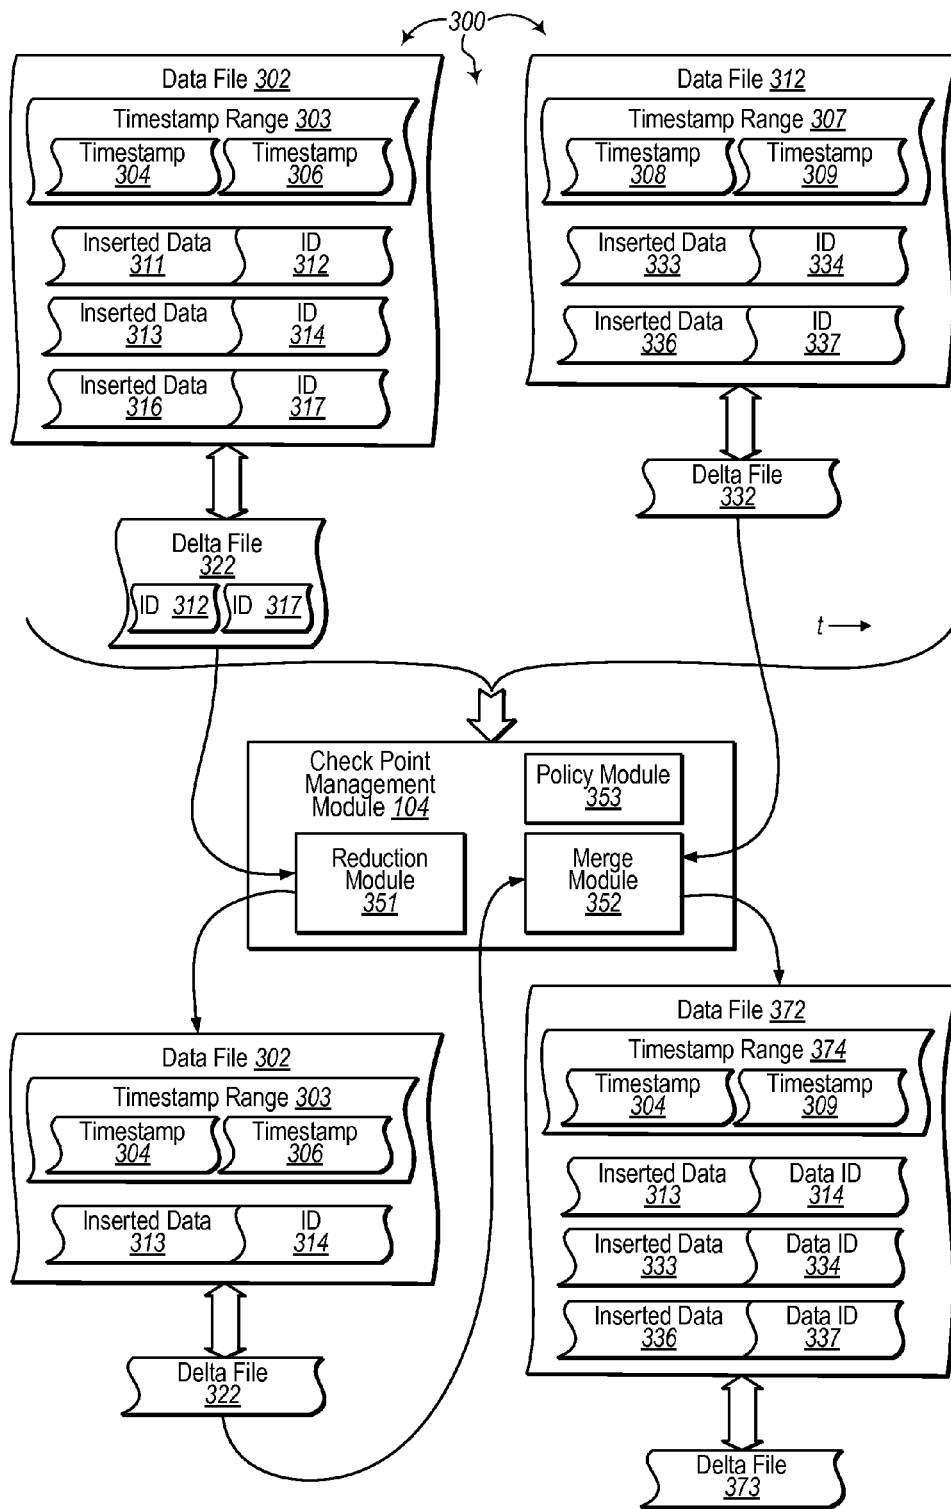 300
Data File 302
Timestamp Range 303
Timestamp
304
Timestamp
306
Inserted Data
311
ID
312
Inserted Data
313
ID
314
Inserted Data
316
ID
317
Delta File
322
ID 312
ID 317
Data File 312
Timestamp Range 307
Timestamp
308
Timestamp
309
Inserted Data
333
ID
334
Inserted Data
336
ID
337
Delta File
332
t
Check Point
Management
Module 104
Policy Module
353
Reduction
Module
351
Merge
Module
352
Data File 302
Timestamp Range 303
Timestamp
304
Timestamp
306
Inserted Data
313
ID
314
Delta File
322
Data File 372
Timestamp Range 374
Timestamp
304
Timestamp
309
Inserted Data
313
Data ID
314
Inserted Data
333
Data ID
334
Inserted Data
336
Data ID
337
Delta File
373